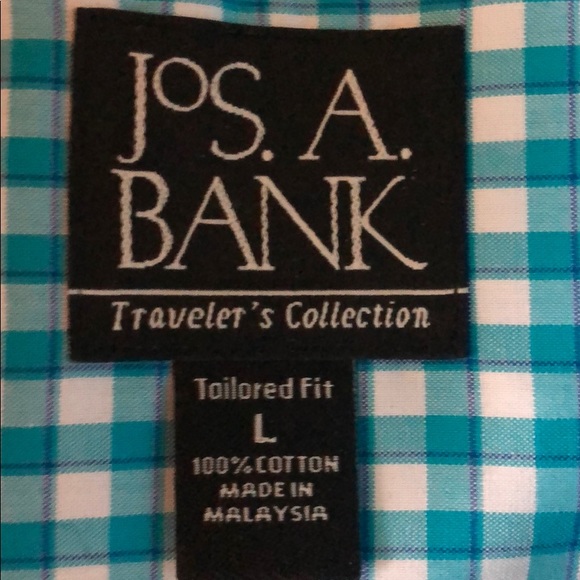 JOS. A.
BANK
Traveler's Collection
Tailored Fit
L
100% COTTON
MADE IN
MALAYSIA